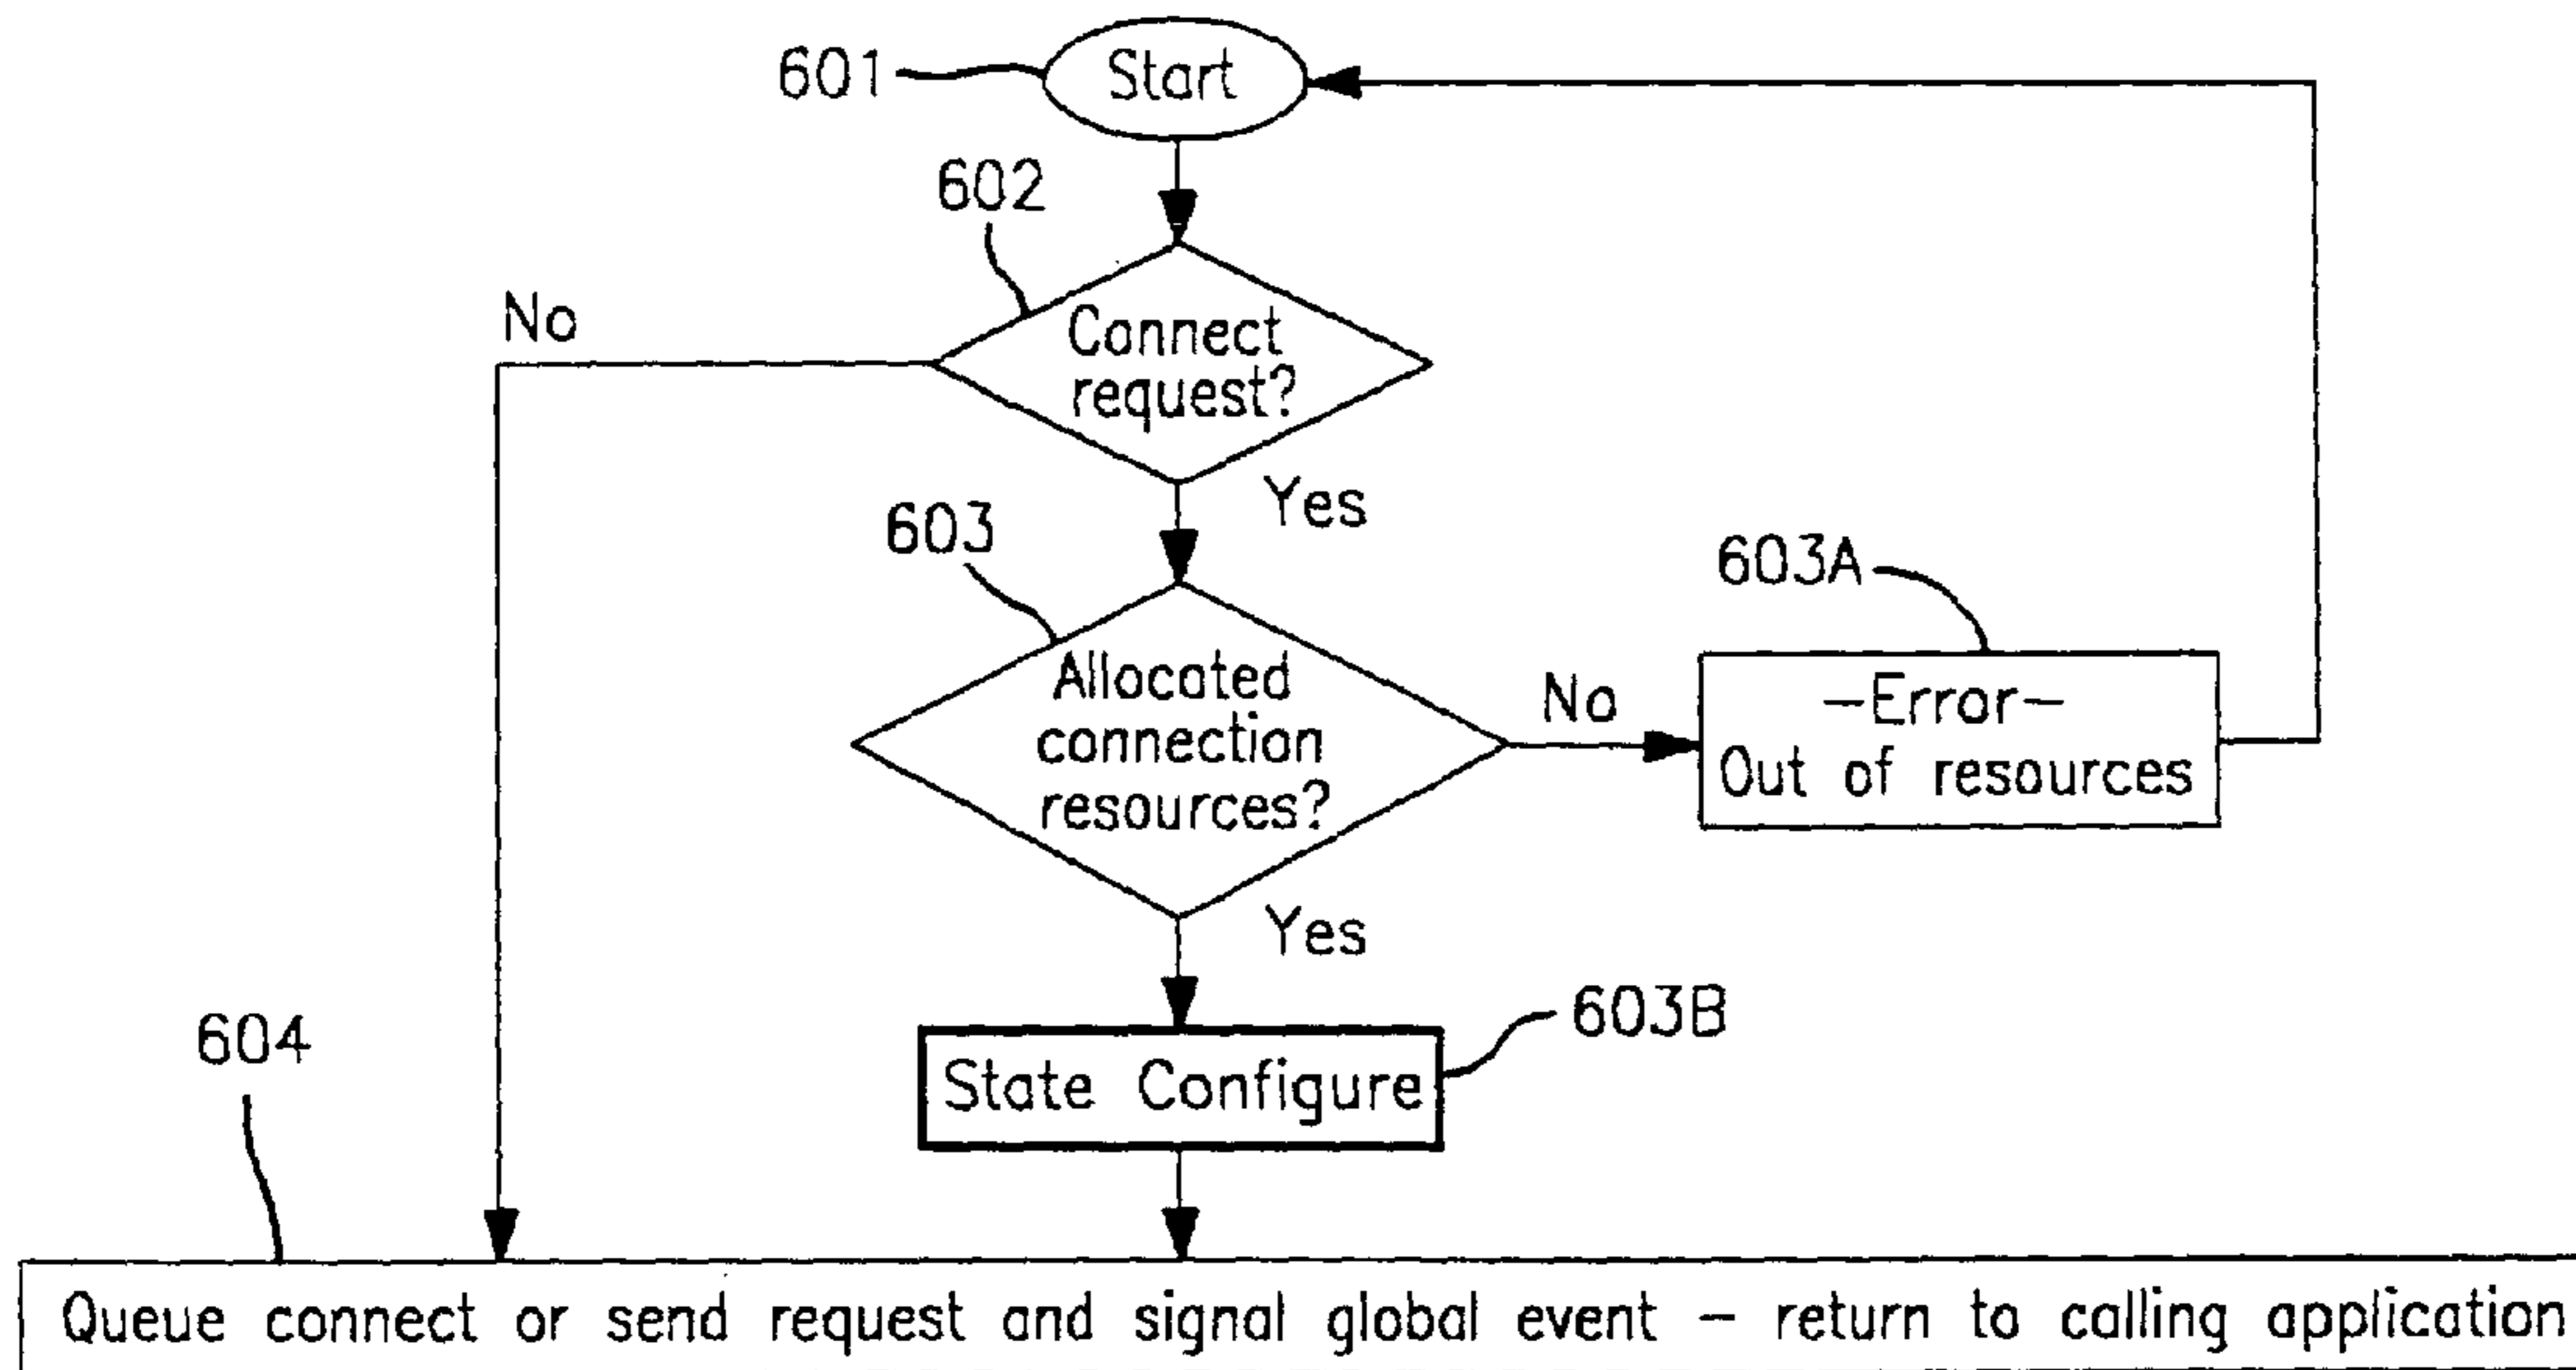 601
Start
602
No
Connect
request?
Yes
603
603A
Allocated
connection
resources?
No
-Error-
Out of resources
Yes
603B
State Configure
604
Queue connect or send request and signal global event - return to calling application